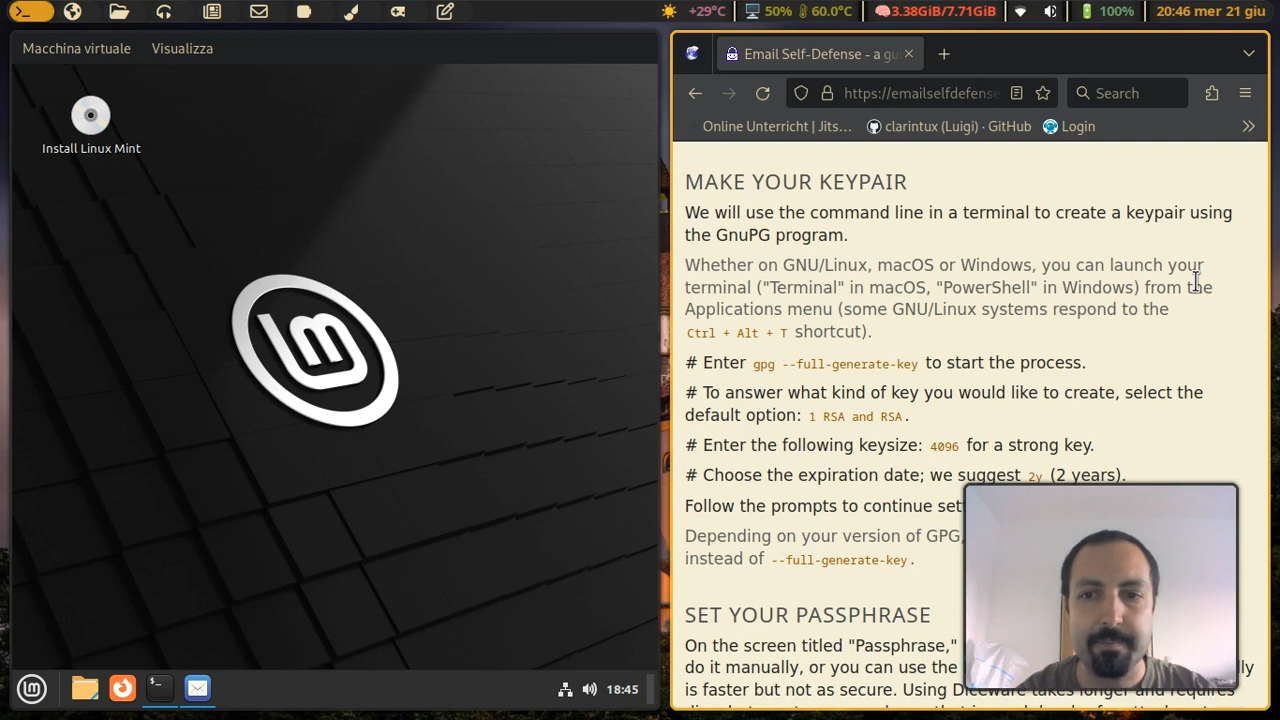 +29°C 50% 60.0°C 3.38GiB/7.71GiB 100% 20:46 mer 21 giu
Macchina virtuale Visualizza
Install Linux Mint
18:45
Email Self-Defense - a gu
https://emailselfdefense
Search
Online Unterricht | Jits… clarintux (Luigi) · GitHub Login
MAKE YOUR KEYPAIR
We will use the command line in a terminal to create a keypair using
the GnuPG program.
Whether on GNU/Linux, macOS or Windows, you can launch your
terminal ("Terminal" in macOS, "PowerShell" in Windows) from the
Applications menu (some GNU/Linux systems respond to the
Ctrl + Alt + T shortcut).
# Enter gpg --full-generate-key to start the process.
# To answer what kind of key you would like to create, select the
default option: 1 RSA and RSA.
# Enter the following keysize: 4096 for a strong key.
# Choose the expiration date; we suggest 2y (2 years).
Follow the prompts to continue set
Depending on your version of GPG,
instead of --full-generate-key.
SET YOUR PASSPHRASE
On the screen titled "Passphrase,"
do it manually, or you can use the
is faster but not as secure. Using Diceware takes longer and requires